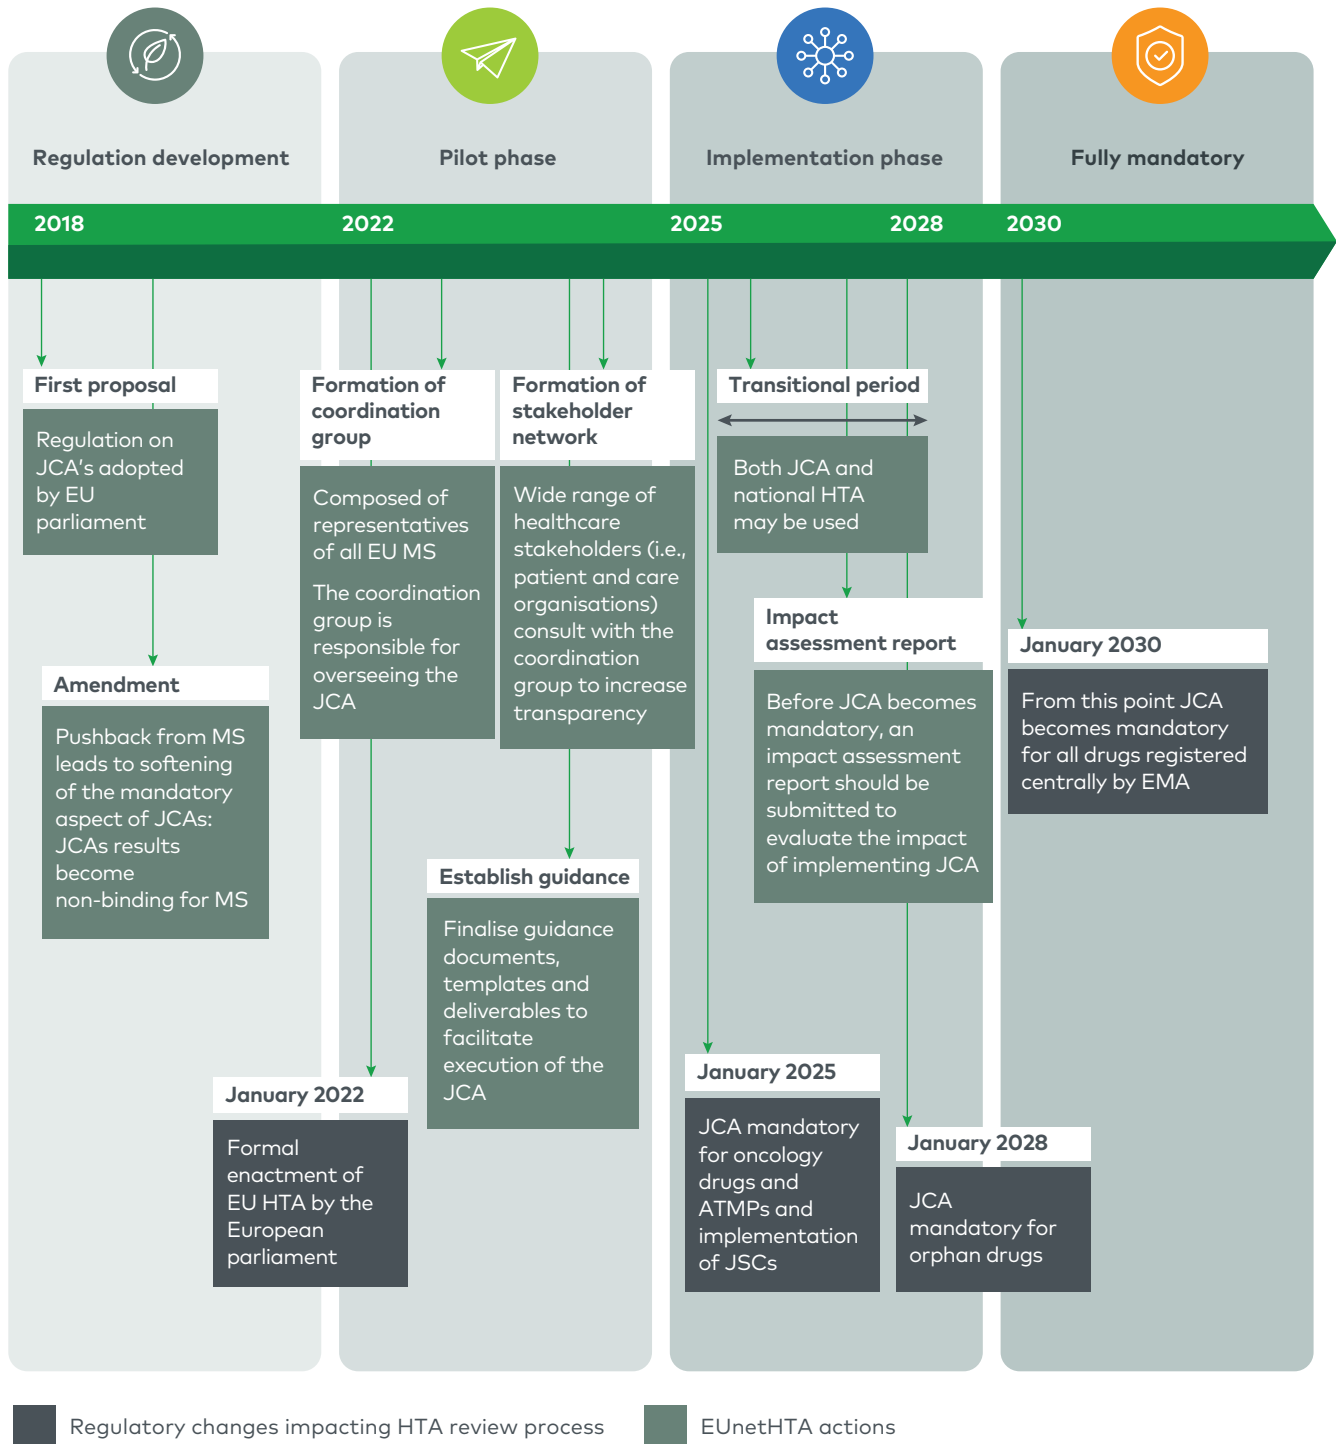 Regulation development
Pilot phase
Implementation phase
Fully mandatory
2018
2022
2025
2028
2030
First proposal
Regulation on
JCA's adopted
by EU
parliament
Amendment
Pushback from MS
leads to softening
of the mandatory
aspect of JCAs:
JCAs results
become
non-binding for MS
January 2022
Formal
enactment of
EU HTA by the
European
parliament
Formation of
coordination
group
Composed of
representatives
of all EU MS
The coordination
group is
responsible for
overseeing the
JCA
Formation of
stakeholder
network
Wide range of
healthcare
stakeholders (i.e.,
patient and care
organisations)
consult with the
coordination
group to increase
transparency
Establish guidance
Finalise guidance
documents,
templates and
deliverables to
facilitate
execution of the
JCA
Transitional period
Both JCA and
national HTA
may be used
Impact
assessment report
Before JCA becomes
mandatory, an
impact assessment
report should be
submitted to
evaluate the impact
of implementing JCA
January 2025
JCA mandatory
for oncology
drugs and
ATMPs and
implementation
of JSCs
January 2028
JCA
mandatory for
orphan drugs
January 2030
From this point JCA
becomes mandatory
for all drugs registered
centrally by EMA
Regulatory changes impacting HTA review process
EUnetHTA actions